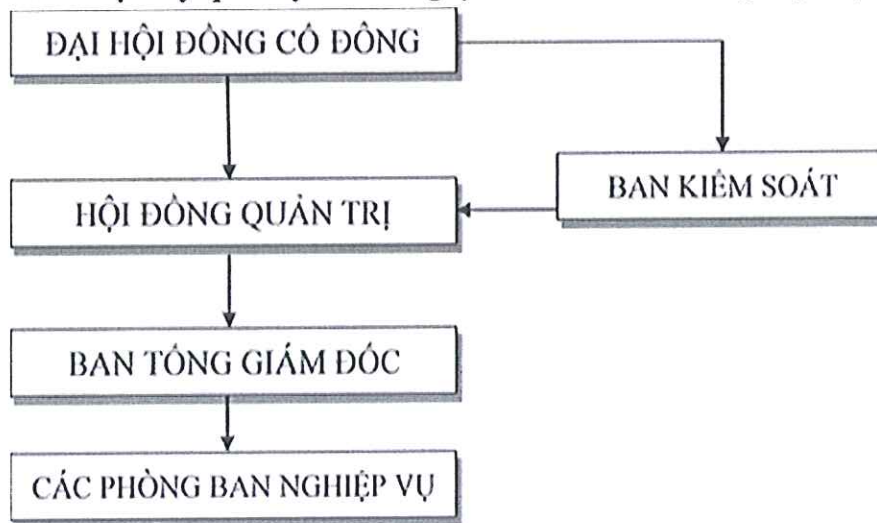 ĐẠI HỘI ĐỒNG CỔ ĐÔNG
BAN KIỂM SOÁT
HỘI ĐỒNG QUẢN TRỊ
BAN TỔNG GIÁM ĐỐC
CÁC PHÒNG BAN NGHIỆP VỤ